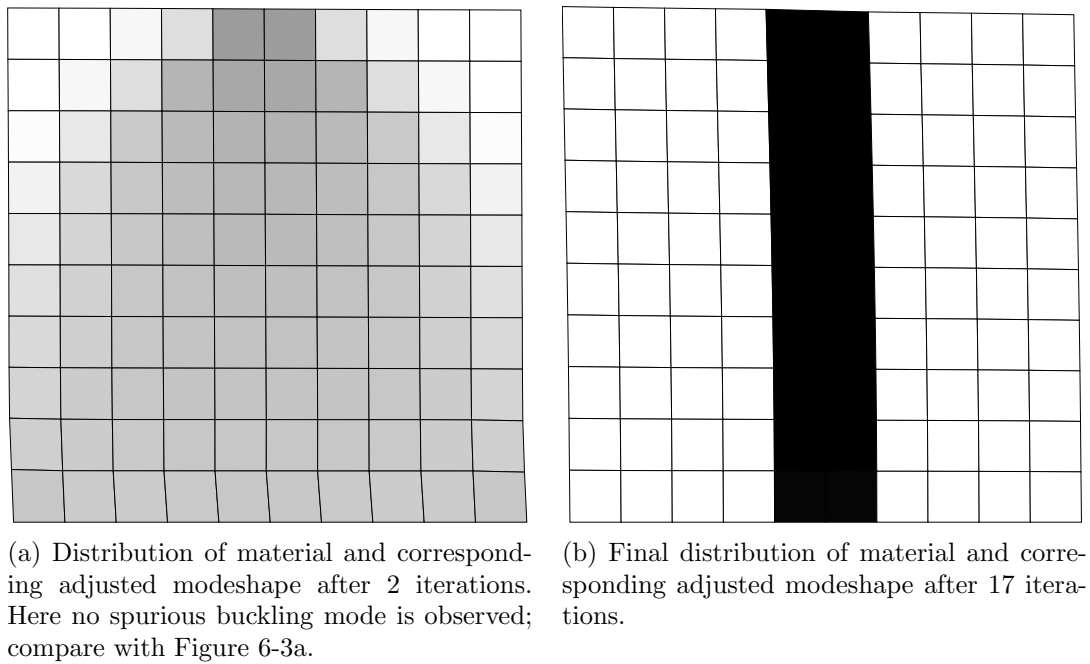 (a) Distribution of material and correspond-
ing adjusted modeshape after 2 iterations.
Here no spurious buckling mode is observed;
compare with Figure 6-3a.
(b) Final distribution of material and corre-
sponding adjusted modeshape after 17 itera-
tions.